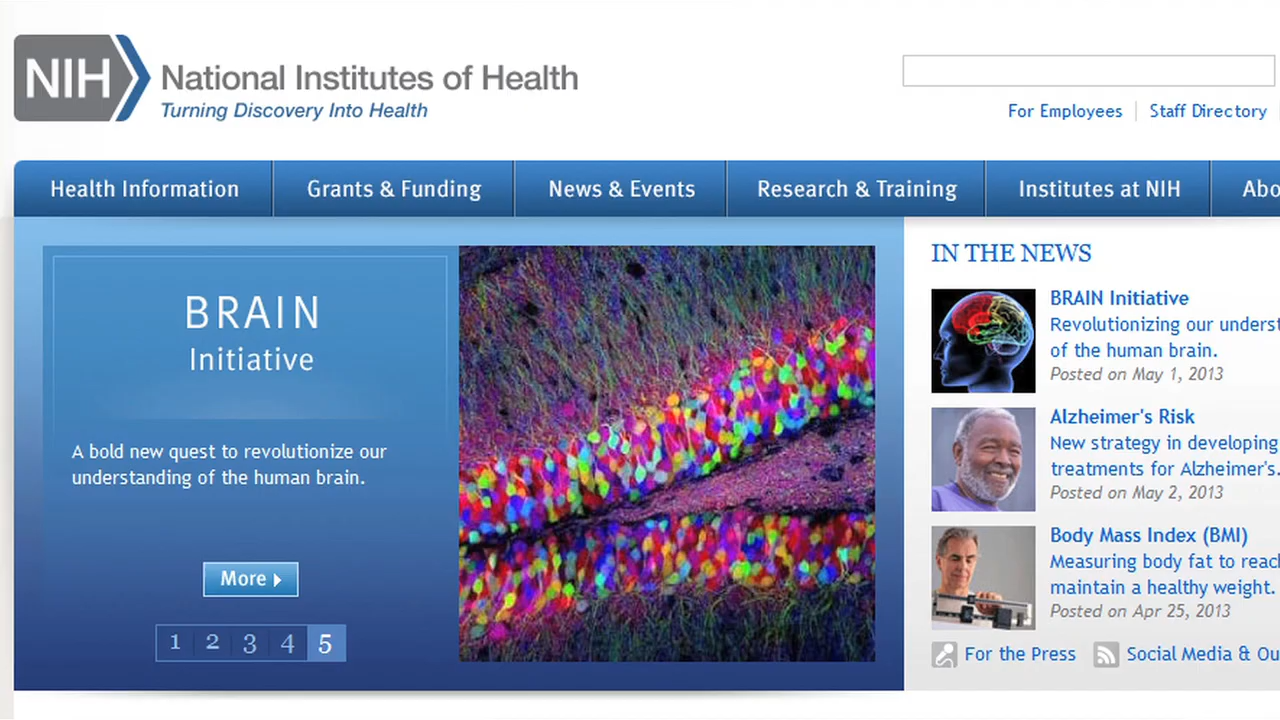 NIH National Institutes of Health
Turning Discovery Into Health
For Employees
Staff Directory
Health Information
Grants & Funding
News & Events
Research & Training
Institutes at NIH
BRAIN
Initiative
A bold new quest to revolutionize our
understanding of the human brain.
More
1 2 3 4 5
IN THE NEWS
BRAIN Initiative
Revolutionizing our
of the human brain.
Posted on May 1, 2013
Alzheimer's Risk
New strategy in developing
treatments for Alzheimer's.
Posted on May 2, 2013
Body Mass Index (BMI)
Measuring body fat to
maintain a healthy weight.
Posted on Apr 25, 2013
For the Press
Social Media &